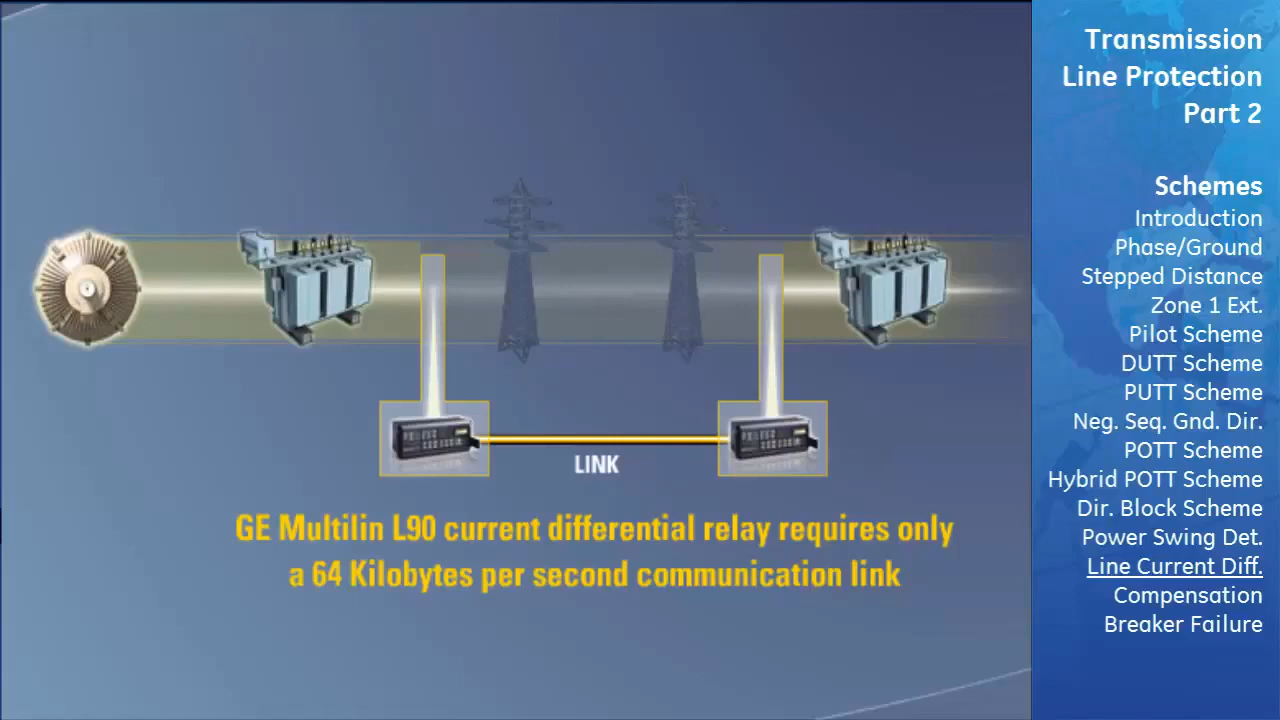 Transmission
Line Protection
Part 2
Schemes
Introduction
Phase/Ground
Stepped Distance
Zone 1 Ext.
Pilot Scheme
DUTT Scheme
PUTT Scheme
Neg. Seq. Gnd. Dir.
POTT Scheme
Hybrid POTT Scheme
Dir. Block Scheme
Power Swing Det.
Line Current Diff.
Compensation
Breaker Failure
LINK
GE Multilin L90 current differential relay requires only
a 64 Kilobytes per second communication link